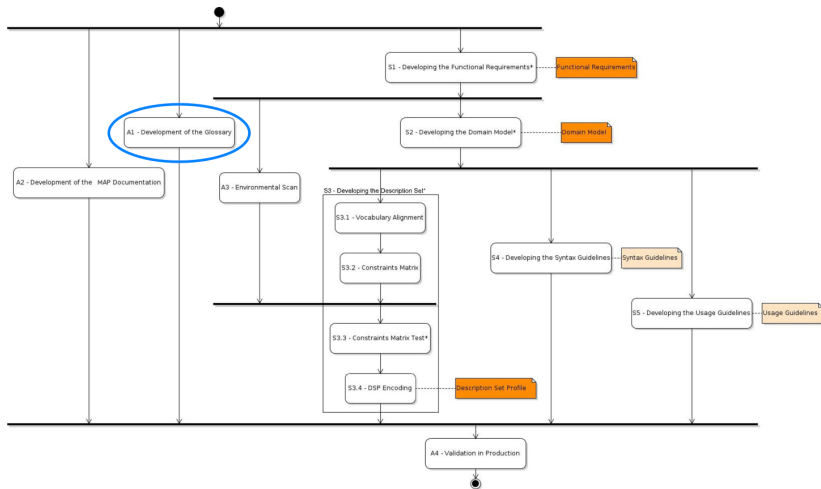 S1 - Developing the Functional Requirements*
Functional Requirements
A1 - Development of the Glossary
S2 - Developing the Domain Model*
Domain Model
A2 - Development of the MAP Documentation
A3 - Environmental Scan
S3 - Developing the Description Set*
S3.1 - Vocabulary Alignment
S3.2 - Constraints Matrix
S4 - Developing the Syntax Guidelines
Syntax Guidelines
S5 - Developing the Usage Guidelines
Usage Guidelines
S3.3 - Constraints Matrix Test*
S3.4 - DSP Encoding
Description Set Profile
A4 - Validation in Production